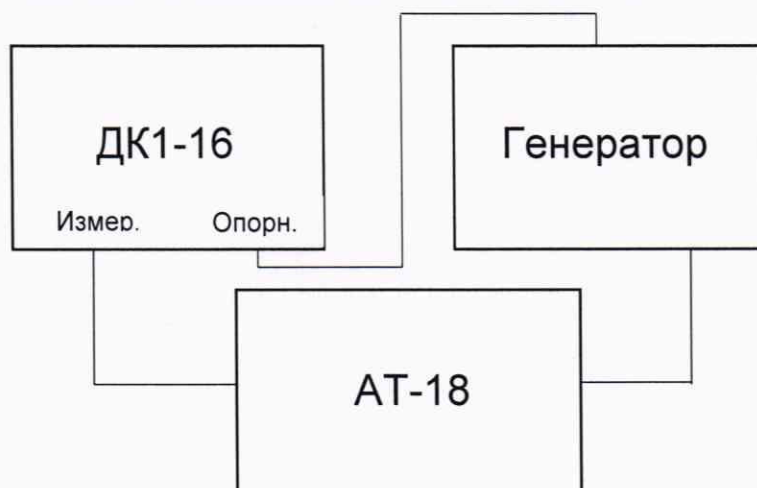 ДК1-16
Генератор
Измер.
Опорн.
АТ-18